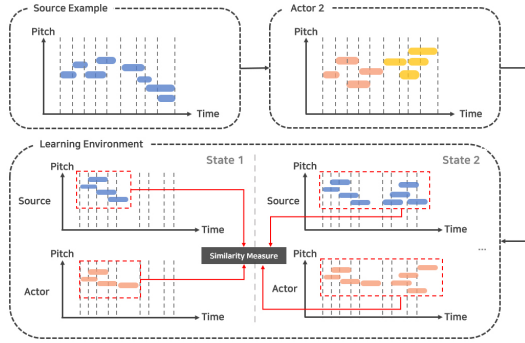 Source Example
Actor 2
Pitch
Time
Pitch
Time
Learning Environment
State 1
State 2
Pitch
Source
Time
Pitch
Source
Time
Similarity Measure
...
Pitch
Actor
Time
Pitch
Actor
Time